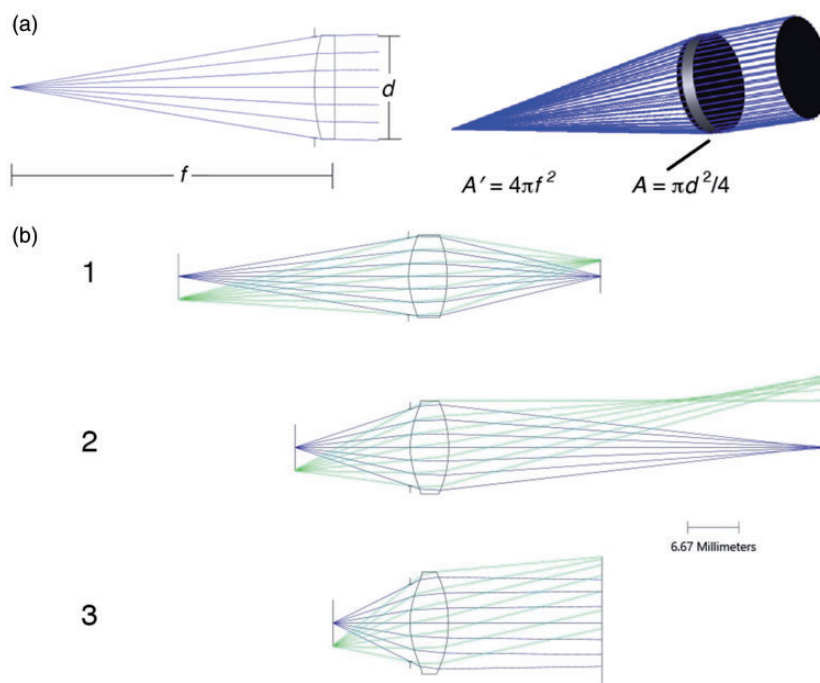 (a)
d
f
A′ = 4πf²
A = πd²/4
(b)
1
2
6.67 Millimeters
3